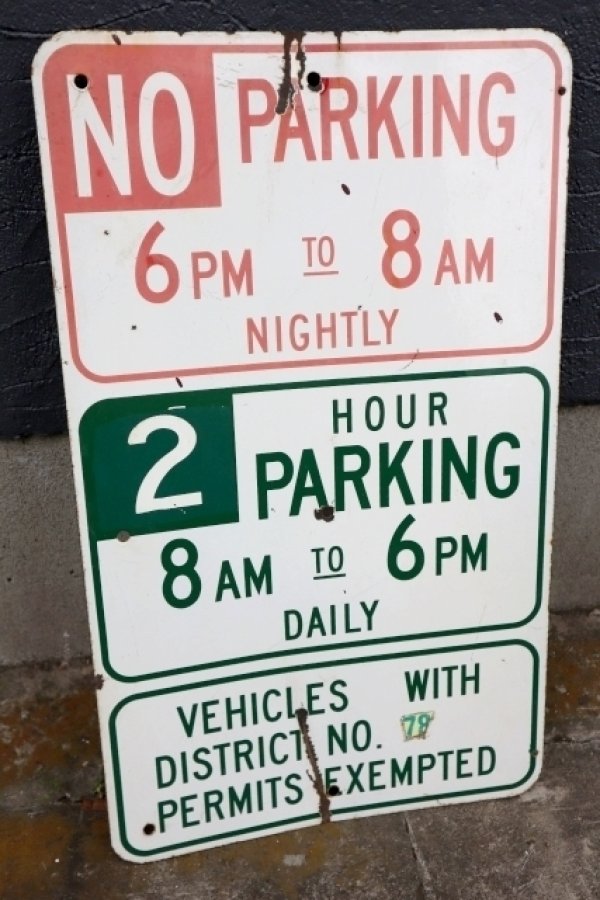 NO PARKING
6 PM TO 8 AM
NIGHTLY
2 HOUR
PARKING
8 AM TO 6 PM
DAILY
VEHICLES WITH
DISTRICT NO. 78
PERMITS EXEMPTED